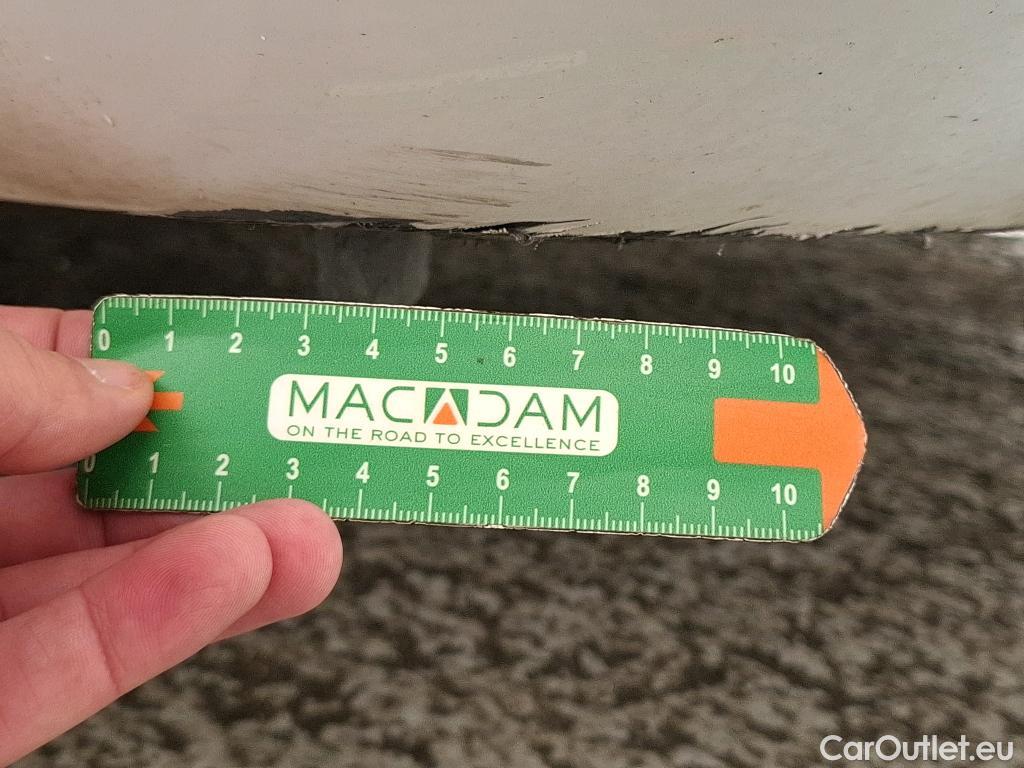 0 1 2 3 4 5 6 7 8 9 10
MACADAM
ON THE ROAD TO EXCELLENCE
0 1 2 3 4 5 6 7 8 9 10
CarOutlet.eu